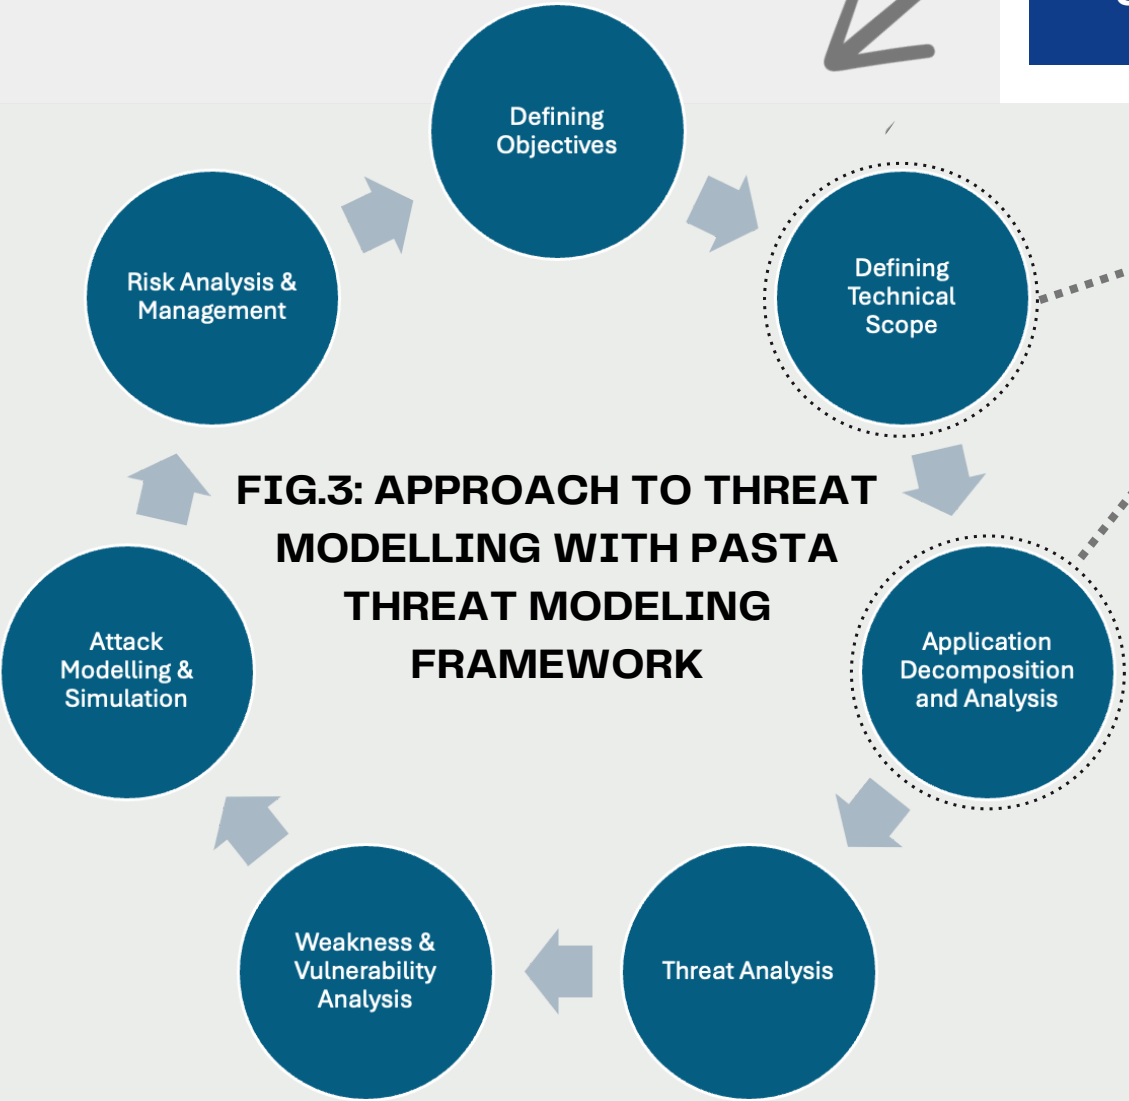 Defining
Objectives
Defining
Technical
Scope
Application
Decomposition
and Analysis
Threat Analysis
Weakness &
Vulnerability
Analysis
Attack
Modelling &
Simulation
Risk Analysis &
Management
FIG.3: APPROACH TO THREAT
MODELLING WITH PASTA
THREAT MODELING
FRAMEWORK